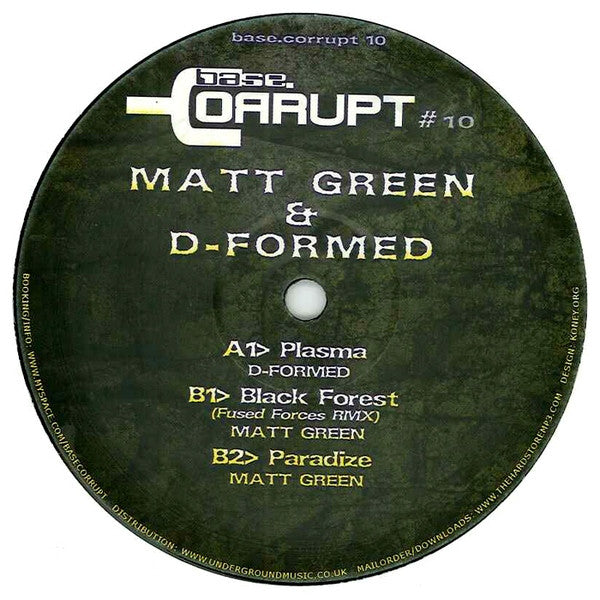 base.corrupt 10
base.
CORRUPT #10
MATT GREEN
&
D-FORMED
A1> Plasma
D-FORMED
B1> Black Forest
(Fused Forces RMX)
MATT GREEN
B2> Paradize
MATT GREEN
BOOKING/INFO: WWW.MYSPACE.COM/BASECORRUPT DISTRIBUTION: WWW.UNDERGROUNDMUSIC.CO.UK - MAILORDER/DOWNLOADS: WWW.THEHARDSTOREMP3.COM DESIGN: KONEY.ORG